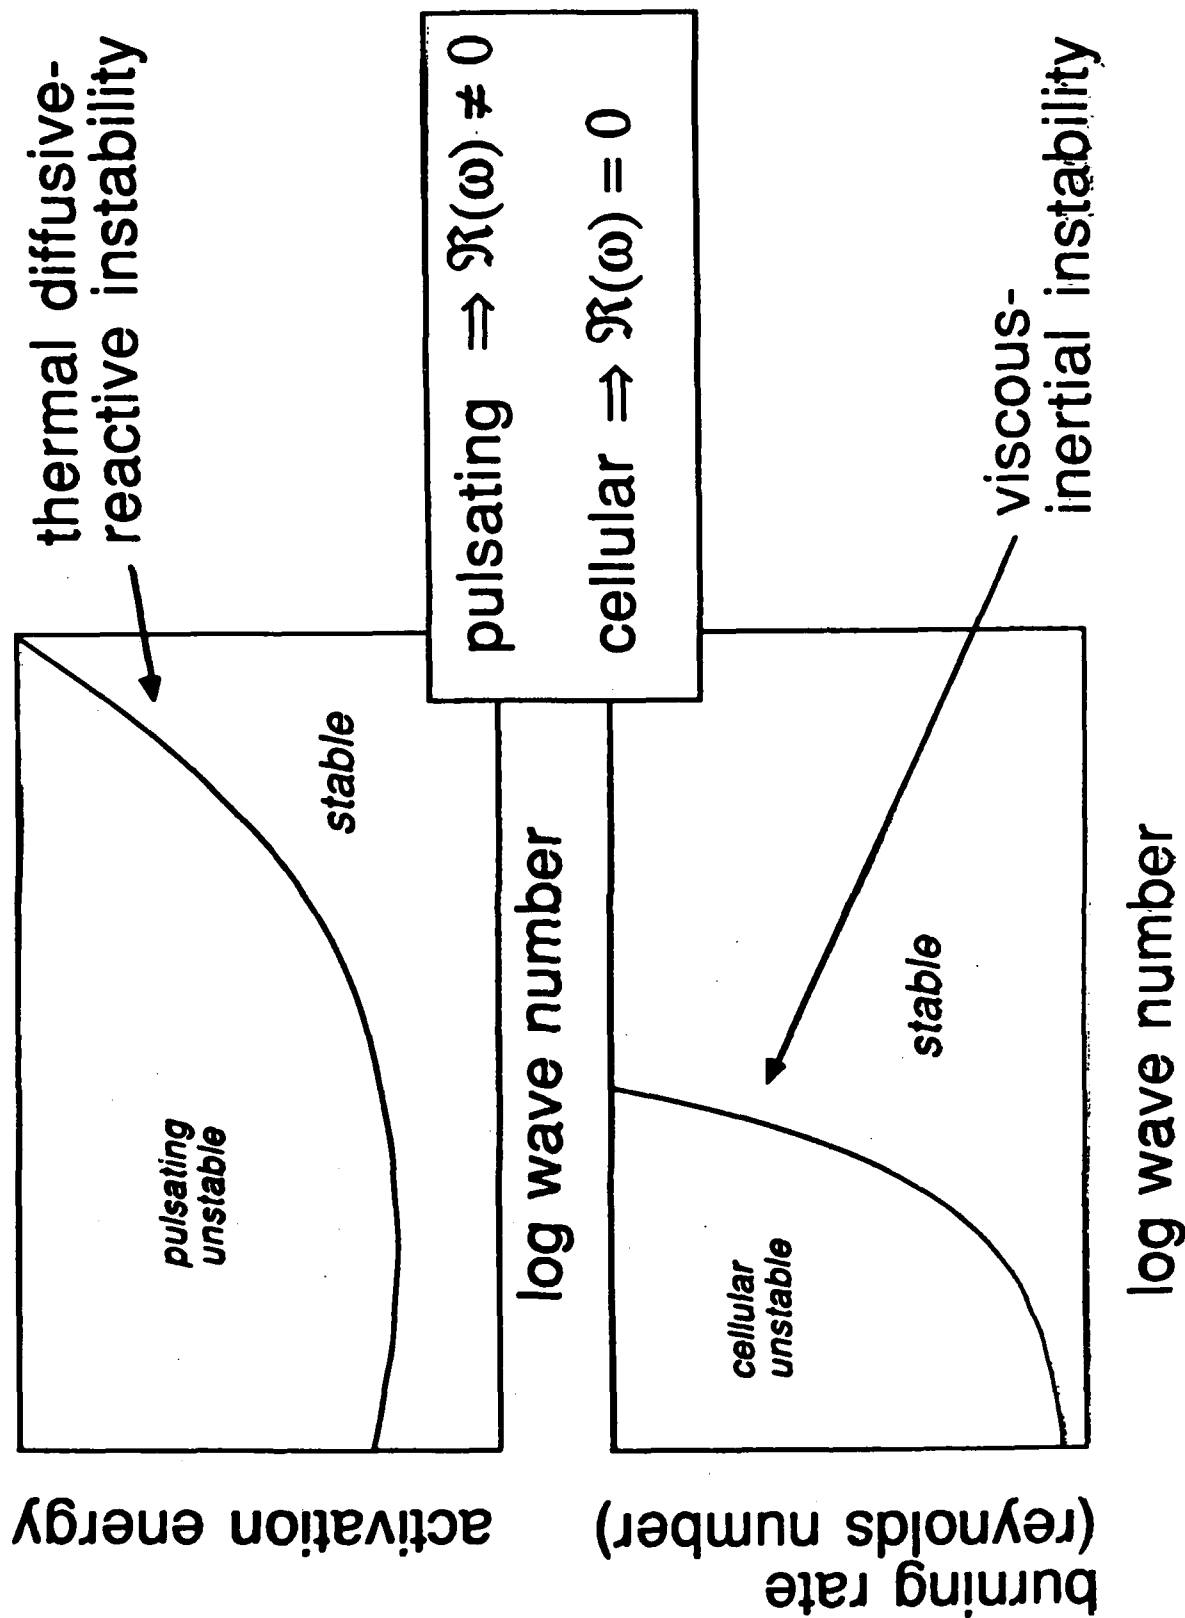 thermal diffusive-
reactive instability
pulsating ⇒ ℜ(ω) ≠ 0
cellular ⇒ ℜ(ω) = 0
activation energy
pulsating
unstable
stable
log wave number
viscous-
inertial instability
burning rate
(reynolds number)
cellular
unstable
stable
log wave number